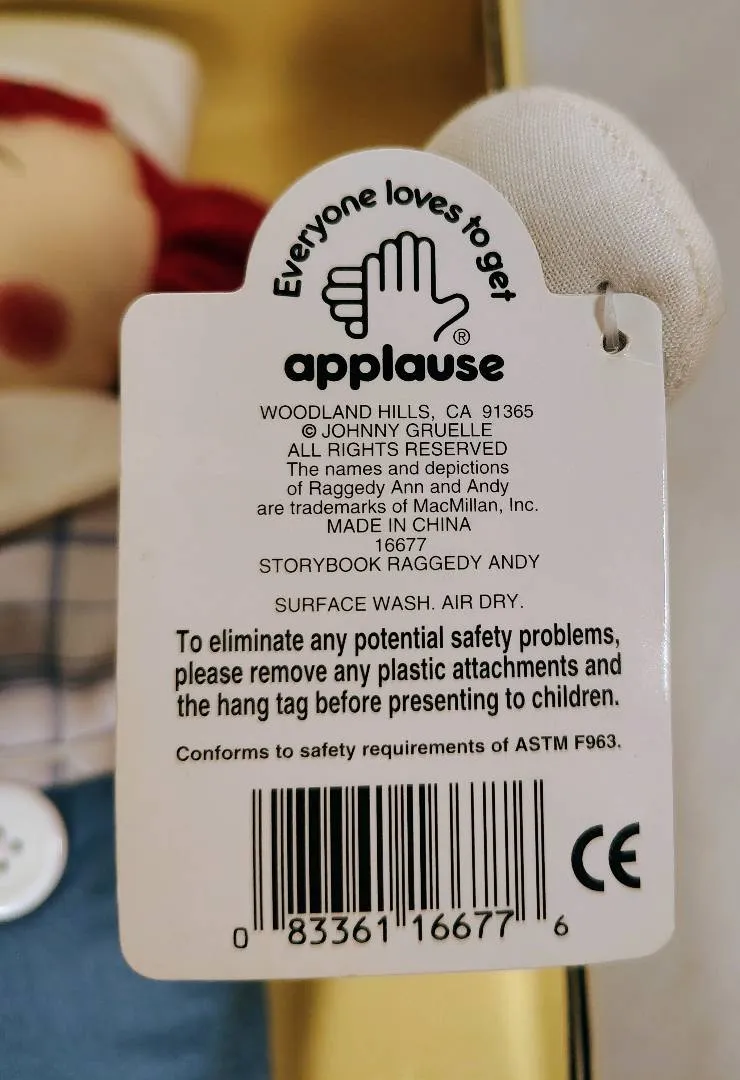 Everyone loves to get
®
applause
WOODLAND HILLS, CA 91365
© JOHNNY GRUELLE
ALL RIGHTS RESERVED
The names and depictions
of Raggedy Ann and Andy
are trademarks of MacMillan, Inc.
MADE IN CHINA
16677
STORYBOOK RAGGEDY ANDY
SURFACE WASH. AIR DRY.
To eliminate any potential safety problems,
please remove any plastic attachments and
the hang tag before presenting to children.
Conforms to safety requirements of ASTM F963.
CE
0 83361 16677 6